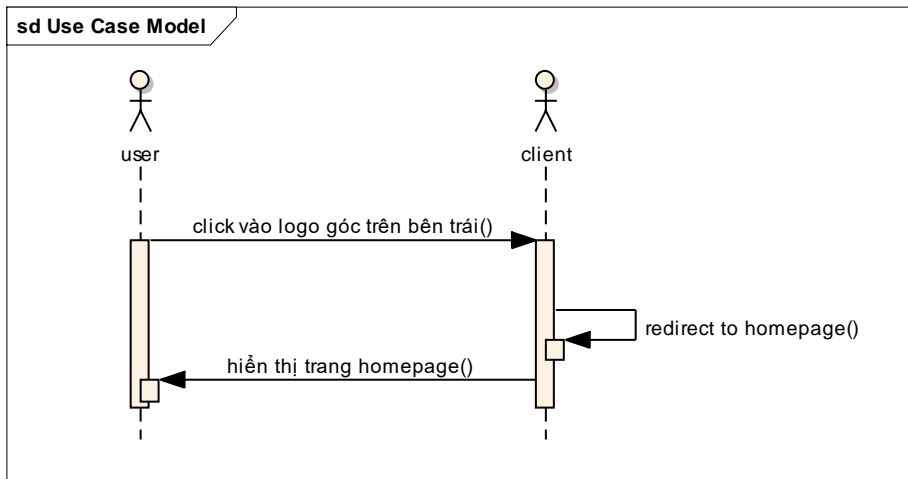 sd Use Case Model
user
client
click vào logo góc trên bên trái()
redirect to homepage()
hiển thị trang homepage()